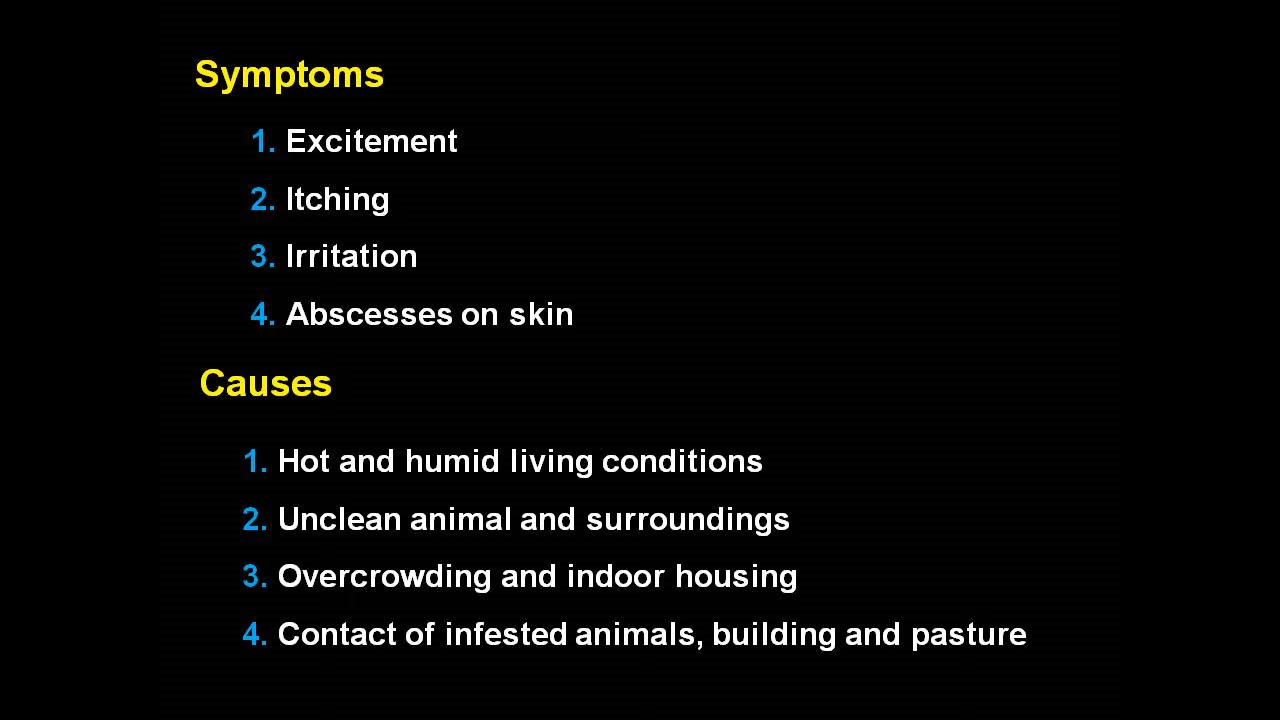 Symptoms
1. Excitement
2. Itching
3. Irritation
4. Abscesses on skin
Causes
1. Hot and humid living conditions
2. Unclean animal and surroundings
3. Overcrowding and indoor housing
4. Contact of infested animals, building and pasture